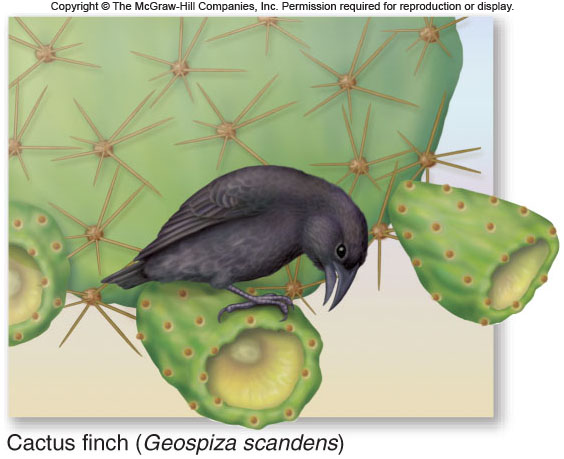 Copyright © The McGraw-Hill Companies, Inc. Permission required for reproduction or display.
Cactus finch (Geospiza scandens)